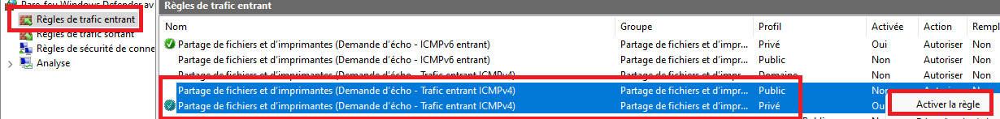 Pare-feu Windows Defender av
Règles de trafic entrant
Règles de trafic sortant
Règles de sécurité de conne
Analyse
Règles de trafic entrant
Nom Groupe Profil Activée Action Rempl
Partage de fichiers et d'imprimantes (Demande d'écho - ICMPv6 entrant) Partage de fichiers et d'impr... Privé Oui Autoriser Non
Partage de fichiers et d'imprimantes (Demande d'écho - ICMPv6 entrant) Partage de fichiers et d'impr... Public Non Autoriser Non
Partage de fichiers et d'imprimantes (Demande d'écho - Trafic entrant ICMPv4) Partage de fichiers et d'impr... Domaine Non Autoriser Non
Partage de fichiers et d'imprimantes (Demande d'écho - Trafic entrant ICMPv4) Partage de fichiers et d'impr... Public Non Autoriser Non
Partage de fichiers et d'imprimantes (Demande d'écho - Trafic entrant ICMPv4) Partage de fichiers et d'impr... Privé Ou
Activer la règle